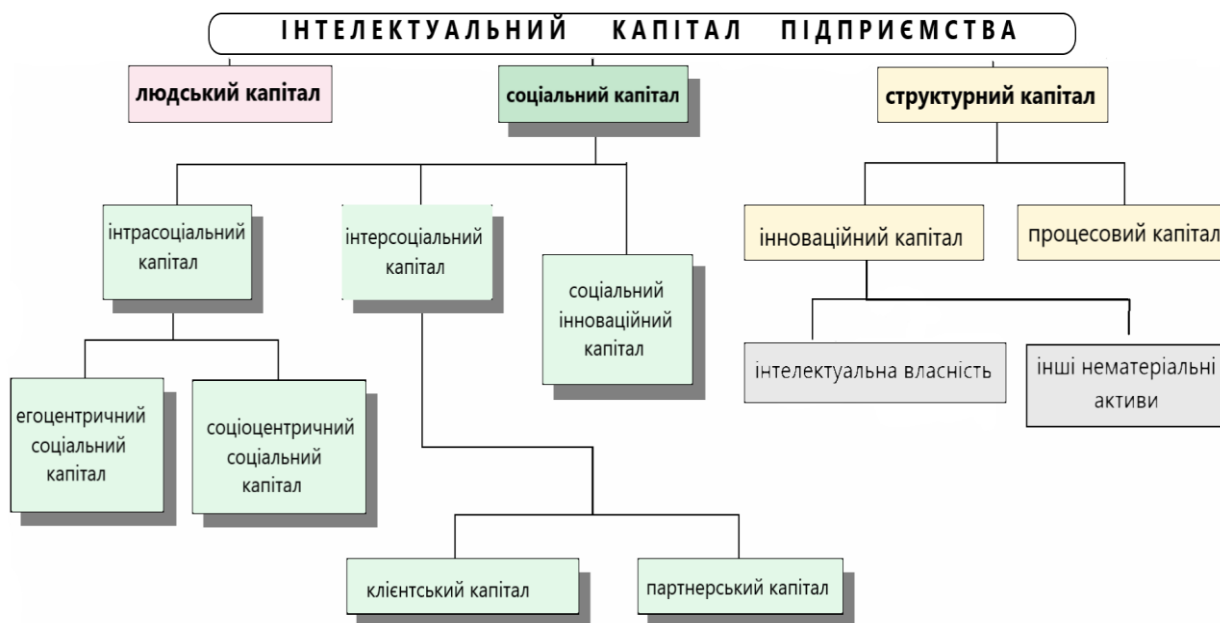 ІНТЕЛЕКТУАЛЬНИЙ КАПІТАЛ ПІДПРИЄМСТВА
людський капітал
соціальний капітал
структурний капітал
інтрасоціальний
капітал
інтерсоціальний
капітал
соціальний
інноваційний
капітал
інноваційний капітал
процесовий капітал
егоцентричний
соціальний
капітал
соціоцентричний
соціальний
капітал
інтелектуальна власність
інші нематеріальні
активи
клієнтський капітал
партнерський капітал